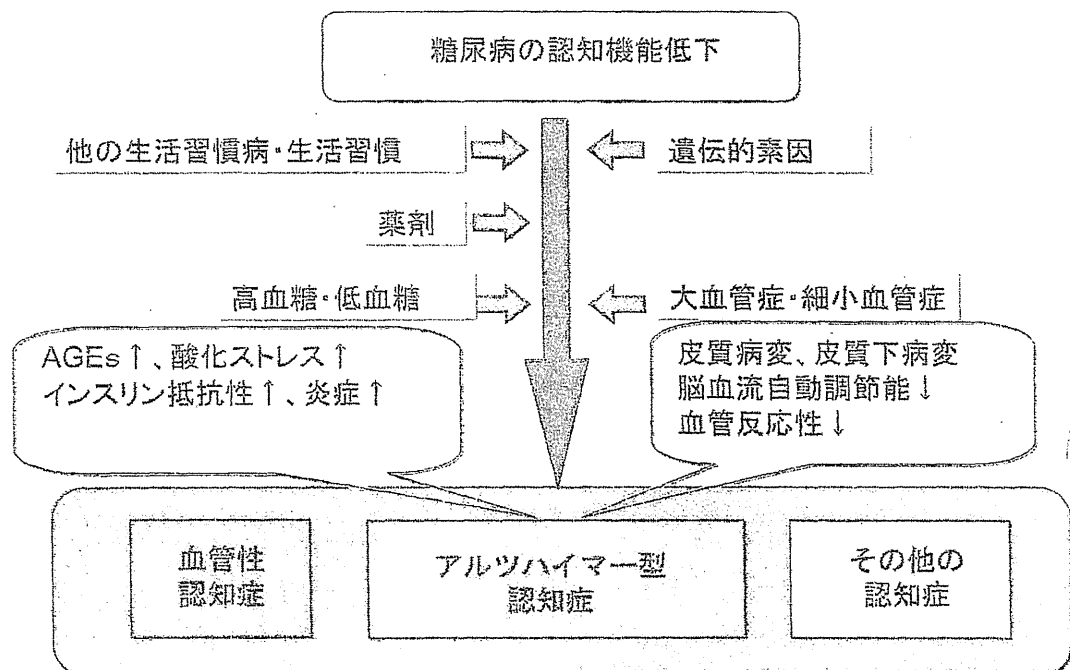 糖尿病の認知機能低下
他の生活習慣病・生活習慣
遺伝的素因
薬剤
高血糖・低血糖
大血管症・細小血管症
AGEs↑、酸化ストレス↑
インスリン抵抗性↑、炎症↑
皮質病変、皮質下病変
脳血流自動調節能↓
血管反応性↓
血管性
認知症
アルツハイマー型
認知症
その他の
認知症